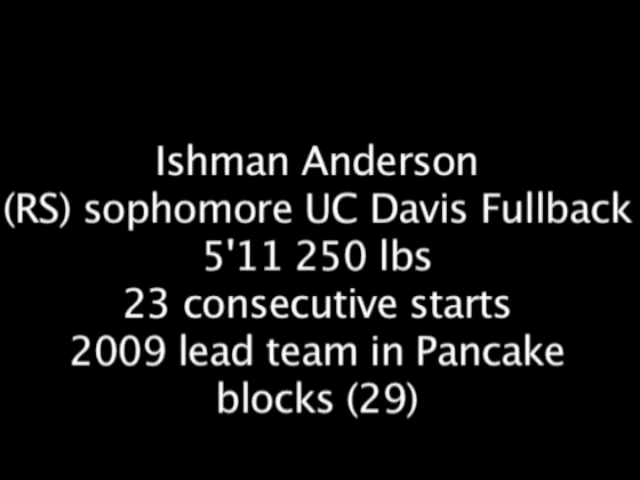 Ishman Anderson
(RS) sophomore UC Davis Fullback
5'11 250 lbs
23 consecutive starts
2009 lead team in Pancake
blocks (29)